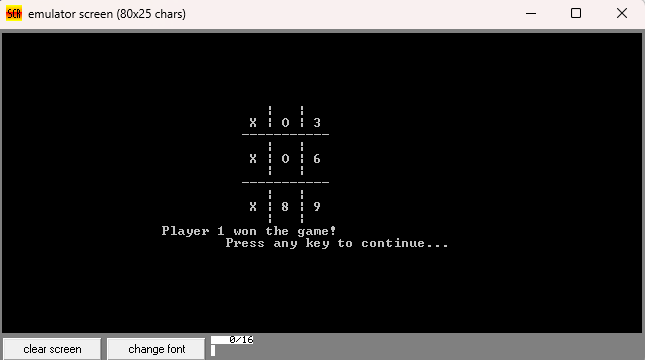 SCR emulator screen (80x25 chars)
¦ ¦
X ¦ O ¦ 3
-----------
¦ ¦
X ¦ O ¦ 6
¦ ¦
-----------
¦ ¦
X ¦ 8 ¦ 9
¦ ¦
Player 1 won the game!
Press any key to continue...
clear screen change font 0/16